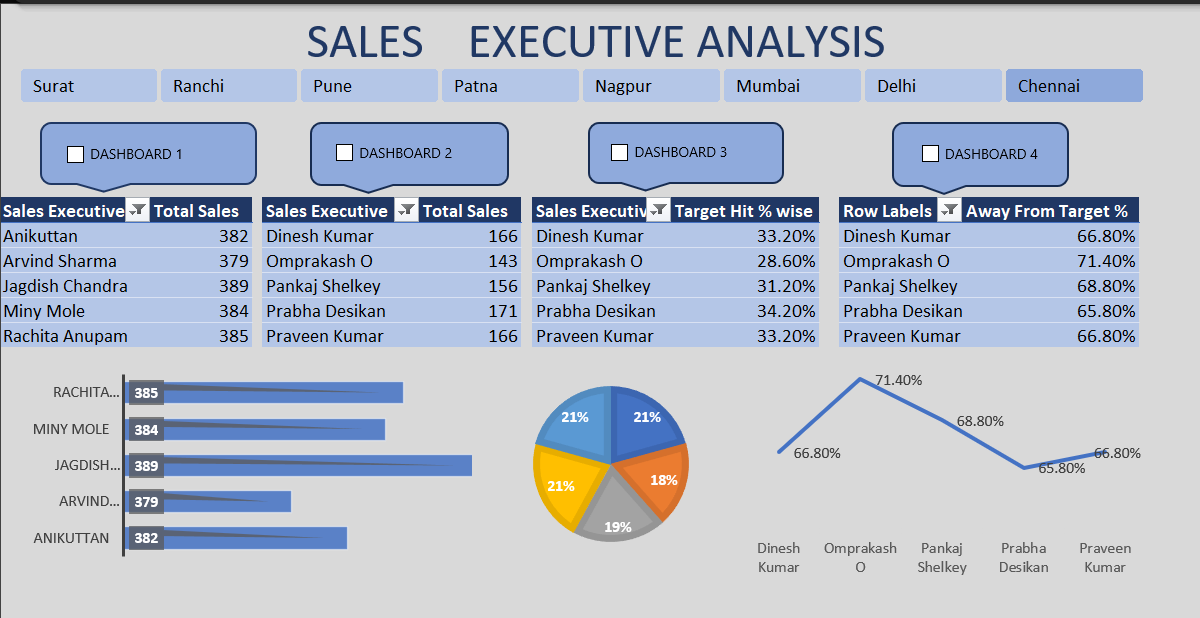 SALES EXECUTIVE ANALYSIS
Surat Ranchi Pune Patna Nagpur Mumbai Delhi Chennai
DASHBOARD 1 DASHBOARD 2 DASHBOARD 3 DASHBOARD 4
Sales Executive Total Sales
Anikuttan 382
Arvind Sharma 379
Jagdish Chandra 389
Miny Mole 384
Rachita Anupam 385
Sales Executive Total Sales
Dinesh Kumar 166
Omprakash O 143
Pankaj Shelkey 156
Prabha Desikan 171
Praveen Kumar 166
Sales Executiv Target Hit % wise
Dinesh Kumar 33.20%
Omprakash O 28.60%
Pankaj Shelkey 31.20%
Prabha Desikan 34.20%
Praveen Kumar 33.20%
Row Labels Away From Target %
Dinesh Kumar 66.80%
Omprakash O 71.40%
Pankaj Shelkey 68.80%
Prabha Desikan 65.80%
Praveen Kumar 66.80%
RACHITA... 385
MINY MOLE 384
JAGDISH... 389
ARVIND... 379
ANIKUTTAN 382
21% 21%
18%
21%
19%
71.40%
68.80%
66.80% 66.80%
65.80%
Dinesh Omprakash Pankaj Prabha Praveen
Kumar O Shelkey Desikan Kumar